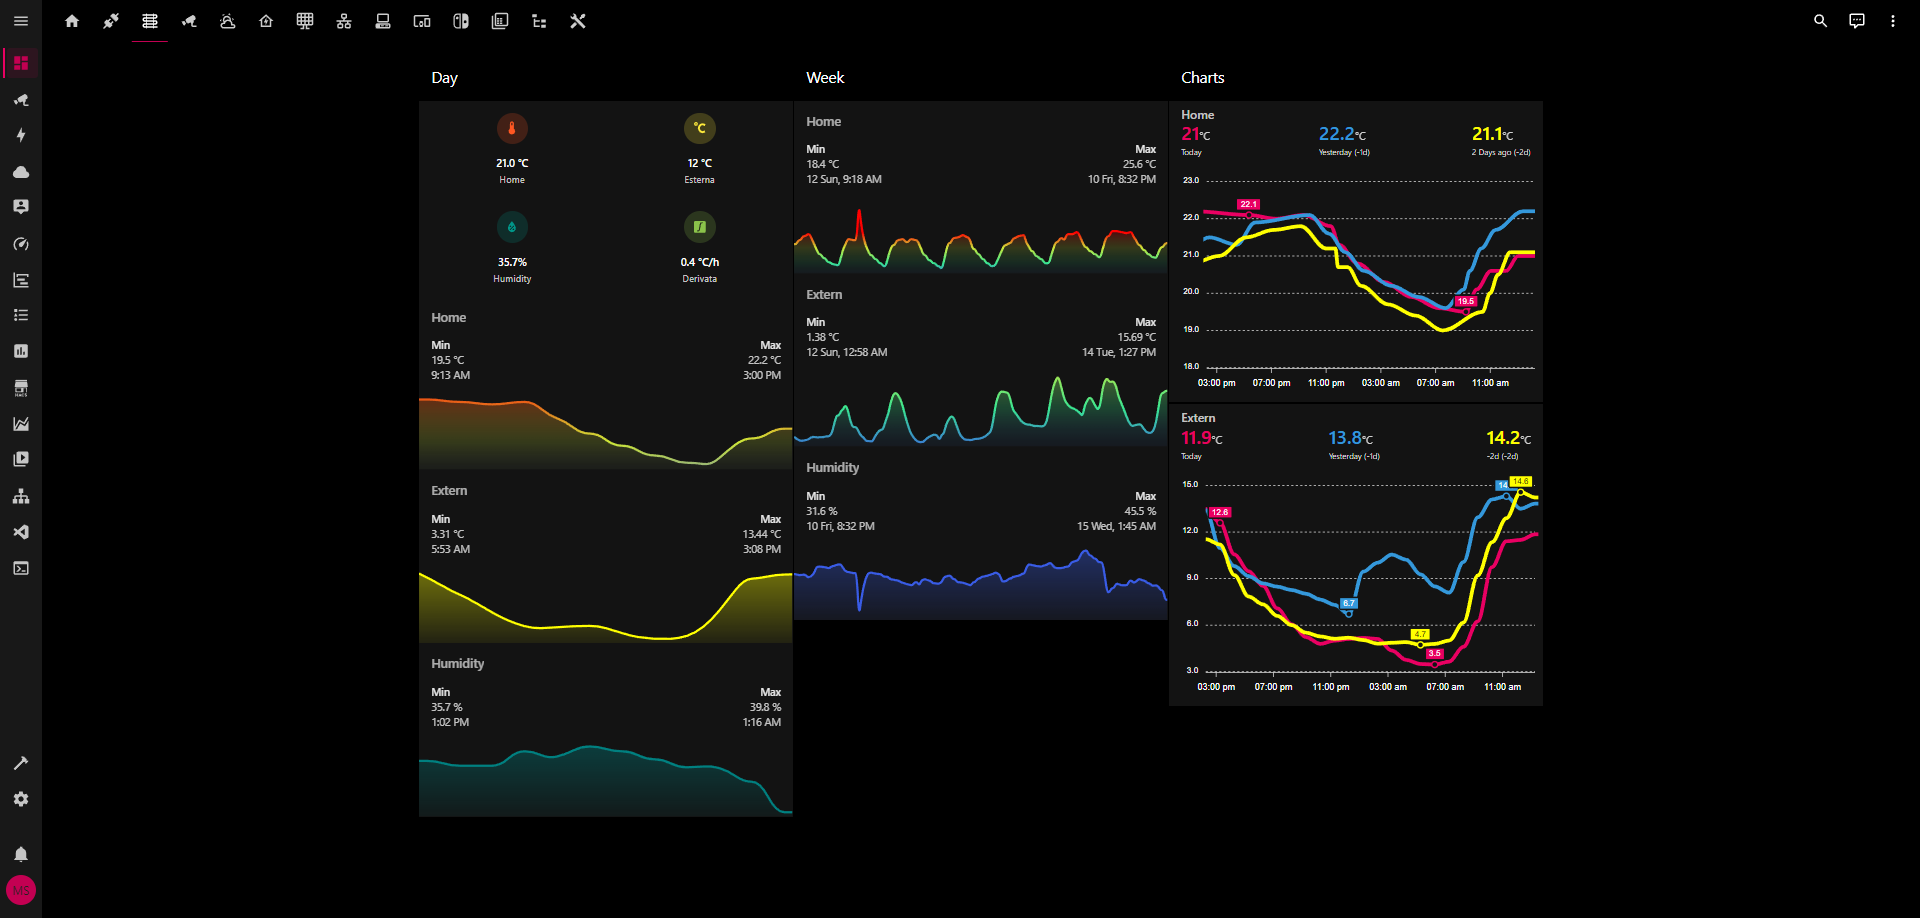 Day
Week
Charts
21.0 °C
Home
12 °C
Esterna
35.7%
Humidity
0.4 °C/h
Derivata
Home
Min
Max
19.5 °C
22.2 °C
9:13 AM
3:00 PM
Extern
Min
Max
3.31 °C
13.44 °C
5:53 AM
3:08 PM
Humidity
Min
Max
35.7 %
39.8 %
1:02 PM
1:16 AM
Home
Min
Max
18.4 °C
25.6 °C
12 Sun, 9:18 AM
10 Fri, 8:32 PM
Extern
Min
Max
1.38 °C
15.69 °C
12 Sun, 12:58 AM
14 Tue, 1:27 PM
Humidity
Min
Max
31.6 %
45.5 %
10 Fri, 8:32 PM
15 Wed, 1:45 AM
Home
21°C
22.2°C
21.1°C
Today
Yesterday (-1d)
2 Days ago (-2d)
23.0
22.1
22.0
21.0
20.0
19.5
19.0
18.0
03:00 pm
07:00 pm
11:00 pm
03:00 am
07:00 am
11:00 am
Extern
11.9°C
13.8°C
14.2°C
Today
Yesterday (-1d)
-2d (-2d)
15.0
14
14.6
12.6
12.0
9.0
6.7
6.0
4.7
3.5
3.0
03:00 pm
07:00 pm
11:00 pm
03:00 am
07:00 am
11:00 am
HACS
MS